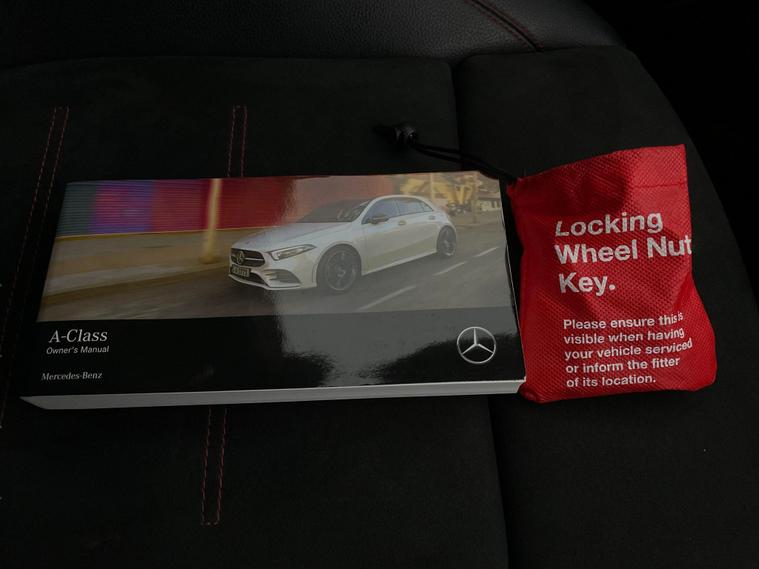 A-Class
Owner's Manual
Mercedes-Benz
Locking
Wheel Nut
Key.
Please ensure this is
visible when having
your vehicle serviced
or inform the fitter
of its location.